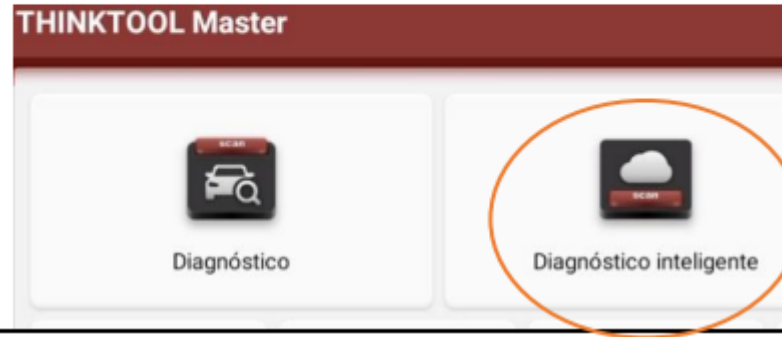 THINKTOOL Master
scan
Diagnóstico
scan
Diagnóstico inteligente